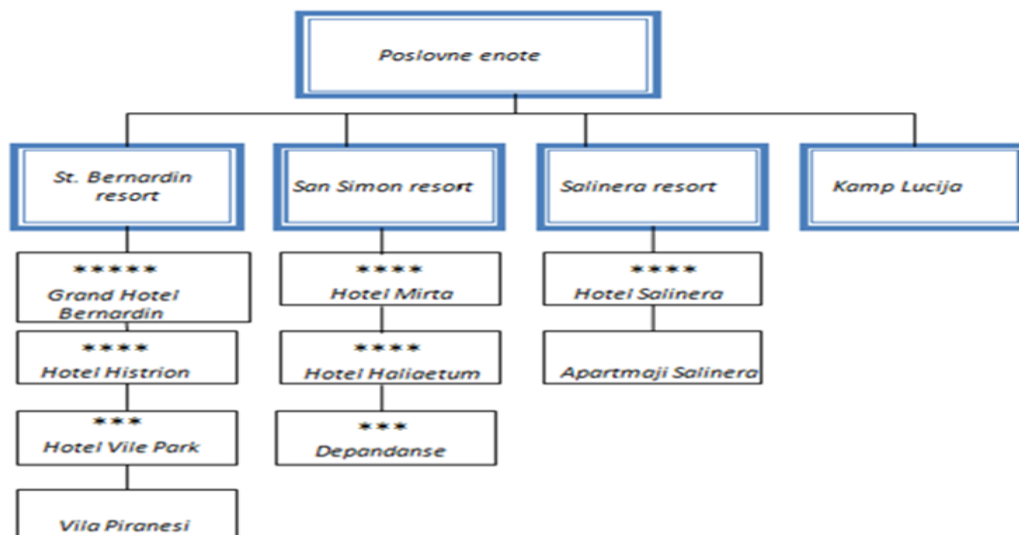 Poslovne enote
St. Bernardin
resort
San Simon resort
Salinera resort
Kamp Lucija
*****
Grand Hotel
Bernardin
****
Hotel Histrion
***
Hotel Vile Park
Vila Piranesi
****
Hotel Mirta
****
Hotel Haliaetum
***
Depandanse
****
Hotel Salinera
Apartmaji Salinera